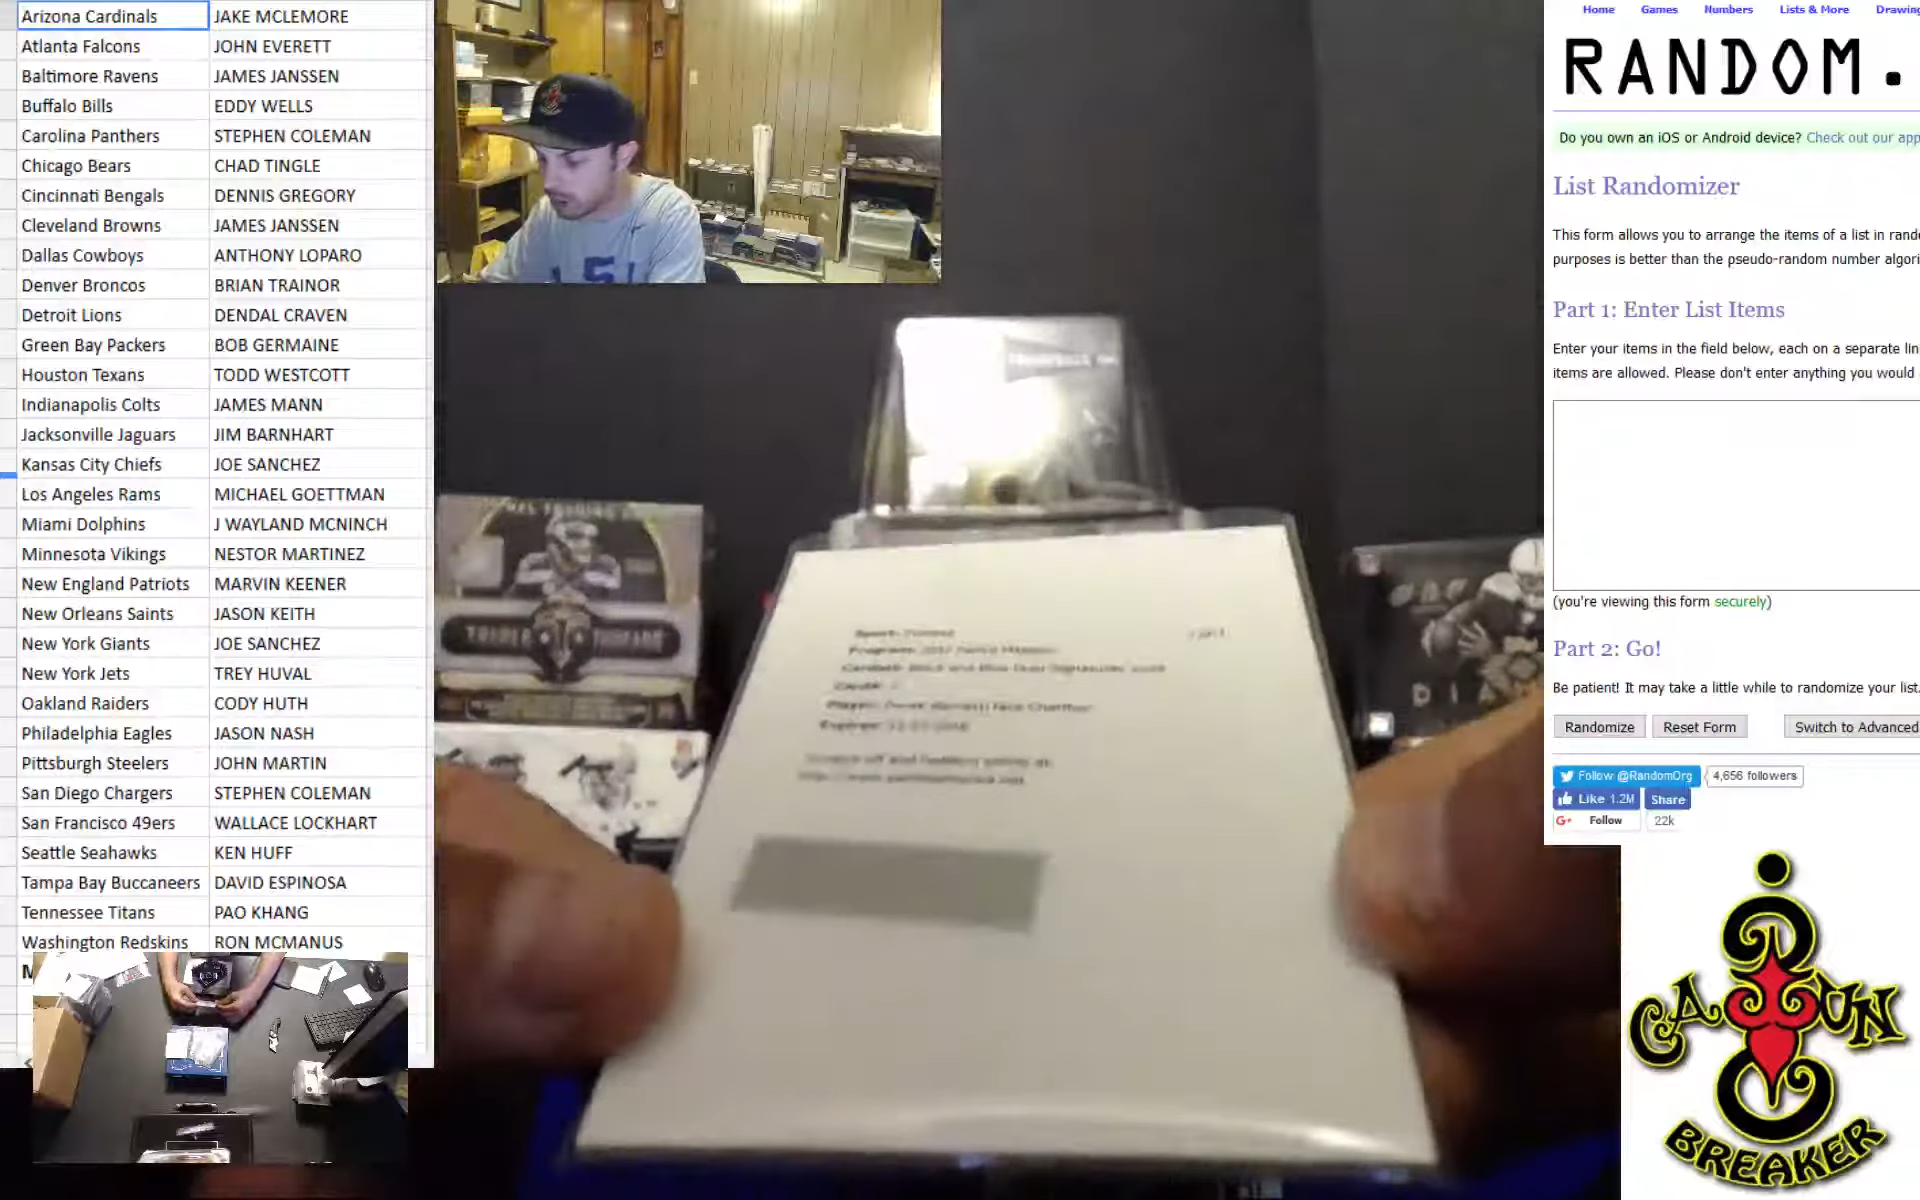 Arizona Cardinals JAKE MCLEMORE
Atlanta Falcons JOHN EVERETT
Baltimore Ravens JAMES JANSSEN
Buffalo Bills EDDY WELLS
Carolina Panthers STEPHEN COLEMAN
Chicago Bears CHAD TINGLE
Cincinnati Bengals DENNIS GREGORY
Cleveland Browns JAMES JANSSEN
Dallas Cowboys ANTHONY LOPARO
Denver Broncos BRIAN TRAINOR
Detroit Lions DENDAL CRAVEN
Green Bay Packers BOB GERMAINE
Houston Texans TODD WESTCOTT
Indianapolis Colts JAMES MANN
Jacksonville Jaguars JIM BARNHART
Kansas City Chiefs JOE SANCHEZ
Los Angeles Rams MICHAEL GOETTMAN
Miami Dolphins J WAYLAND MCNINCH
Minnesota Vikings NESTOR MARTINEZ
New England Patriots MARVIN KEENER
New Orleans Saints JASON KEITH
New York Giants JOE SANCHEZ
New York Jets TREY HUVAL
Oakland Raiders CODY HUTH
Philadelphia Eagles JASON NASH
Pittsburgh Steelers JOHN MARTIN
San Diego Chargers STEPHEN COLEMAN
San Francisco 49ers WALLACE LOCKHART
Seattle Seahawks KEN HUFF
Tampa Bay Buccaneers DAVID ESPINOSA
Tennessee Titans PAO KHANG
Washington Redskins RON MCMANUS
Sport:
Program:
Cards:
Player:
Expires:
Scratch off and
Home Games Numbers Lists & More Drawing
RANDOM.
Do you own an iOS or Android device? Check out our app
List Randomizer
This form allows you to arrange the items of a list in rand
purposes is better than the pseudo-random number algori
Part 1: Enter List Items
Enter your items in the field below, each on a separate lin
items are allowed. Please don't enter anything you would
(you're viewing this form securely)
Part 2: Go!
Be patient! It may take a little while to randomize your list.
Randomize Reset Form Switch to Advanced
Follow @RandomOrg 4,656 followers
Like 1.2M Share
G+ Follow 22k
CAJUN
BREAKER